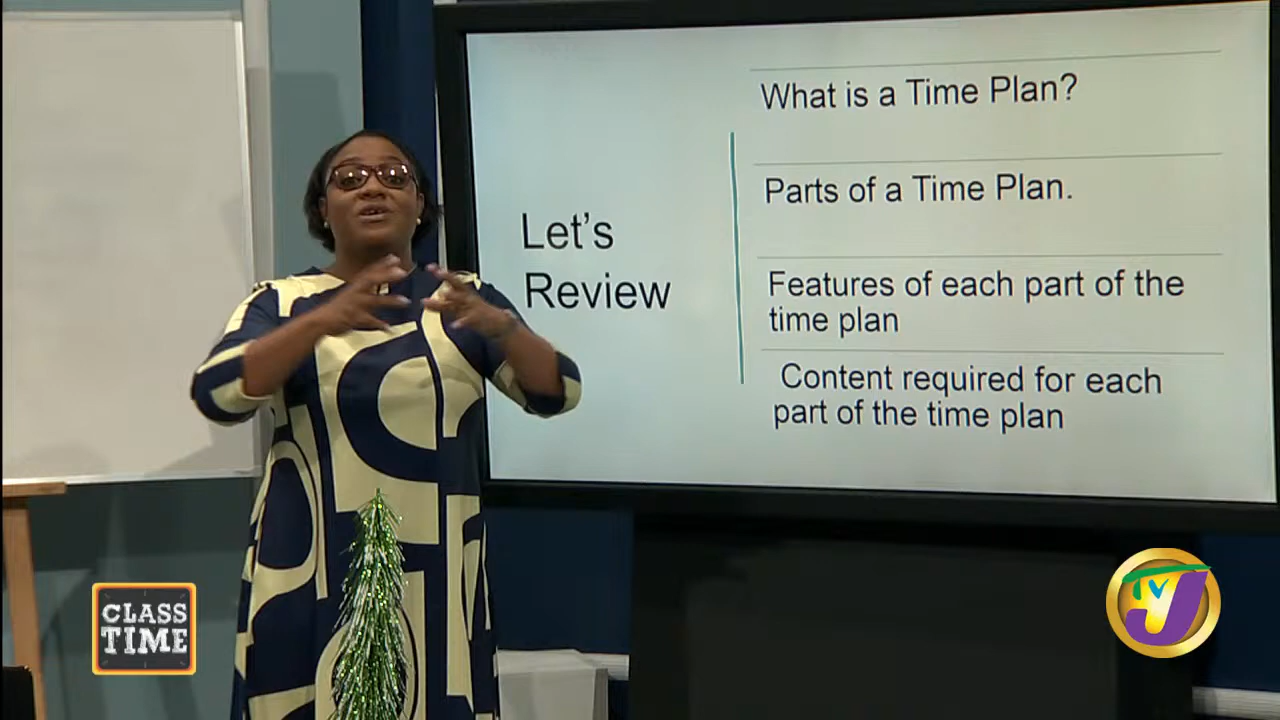 What is a Time Plan?
Parts of a Time Plan.
Let's
Review
Features of each part of the
time plan
Content required for each
part of the time plan
CLASS
TIME
TVJ